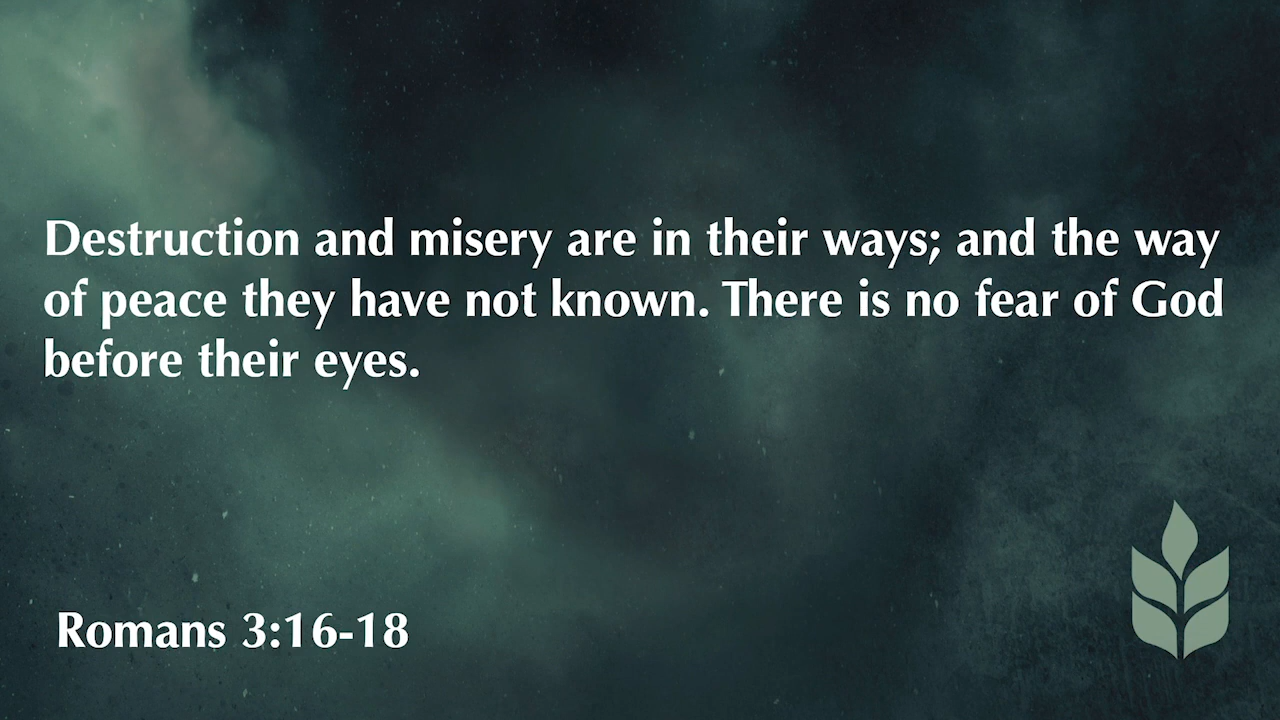 Destruction and misery are in their ways; and the way
of peace they have not known. There is no fear of God
before their eyes.
Romans 3:16-18